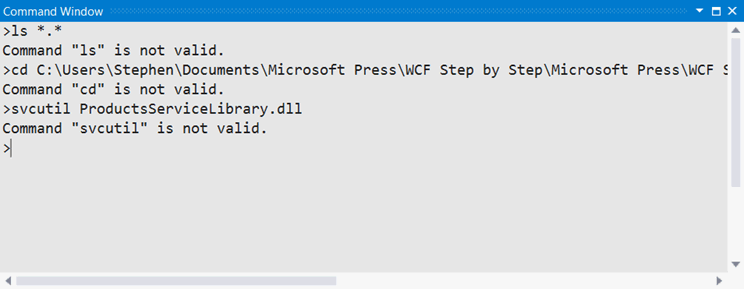 Command Window
>ls *.*
Command "ls" is not valid.
>cd C:\Users\Stephen\Documents\Microsoft Press\WCF Step by Step\Microsoft Press\WCF
Command "cd" is not valid.
>svcutil ProductsServiceLibrary.dll
Command "svcutil" is not valid.
>